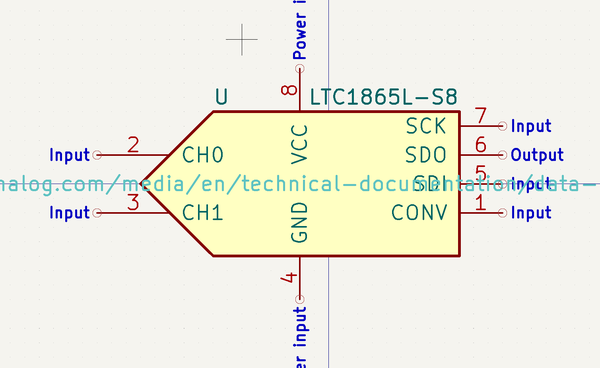 Power i
8
U
LTC1865L-S8
VCC
SCK
7
Input
Input
2
CH0
SDO
6
Output
nalog.com/media/en/technical-documentation/data-
SDI
5
Input
Input
3
CH1
CONV
1
Input
GND
4
er input